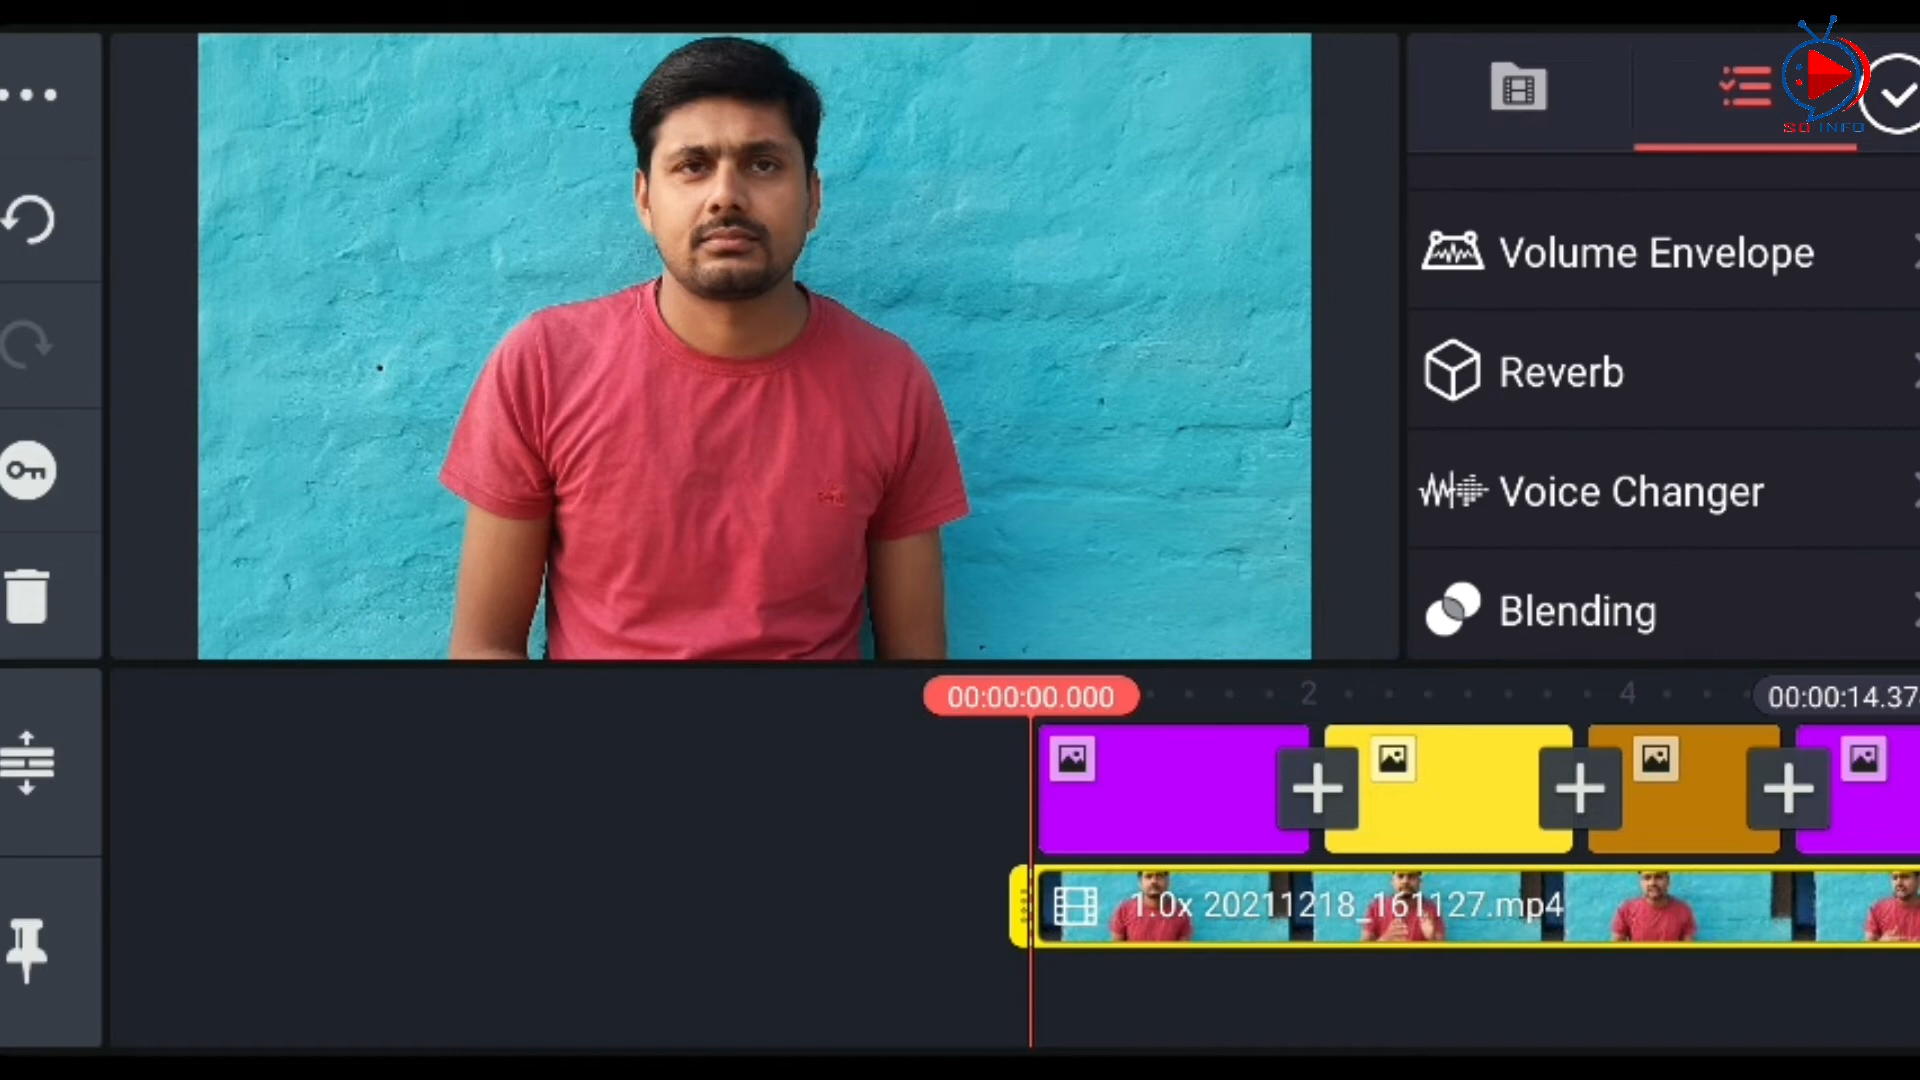 SD INFO
Volume Envelope
Reverb
Voice Changer
Blending
00:00:00.000
2
4
00:00:14.37
1.0x 20211218_161127.mp4